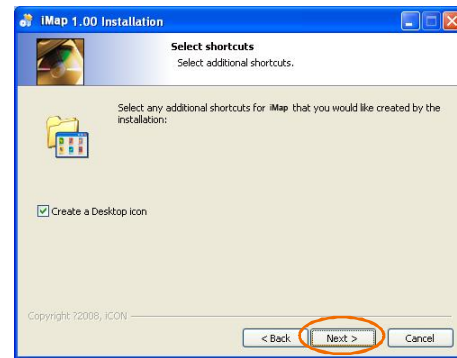 iMap 1.00 Installation
Select shortcuts
Select additional shortcuts.
Select any additional shortcuts for iMap that you would like created by the
installation:
Create a Desktop icon
Copyright ?2008, iCON
< Back Next > Cancel